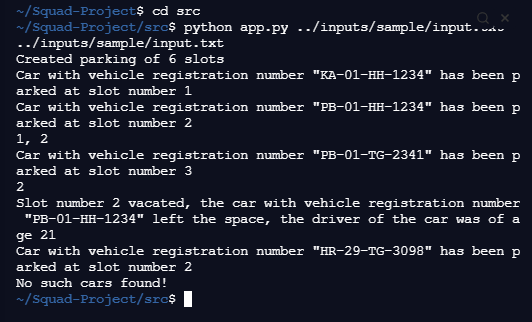 ~/Squad-Project$ cd src
~/Squad-Project/src$ python app.py ../inputs/sample/input.txt
../inputs/sample/input.txt
Created parking of 6 slots
Car with vehicle registration number "KA-01-HH-1234" has been p
arked at slot number 1
Car with vehicle registration number "PB-01-HH-1234" has been p
arked at slot number 2
1, 2
Car with vehicle registration number "PB-01-TG-2341" has been p
arked at slot number 3
2
Slot number 2 vacated, the car with vehicle registration number
 "PB-01-HH-1234" left the space, the driver of the car was of a
ge 21
Car with vehicle registration number "HR-29-TG-3098" has been p
arked at slot number 2
No such cars found!
~/Squad-Project/src$